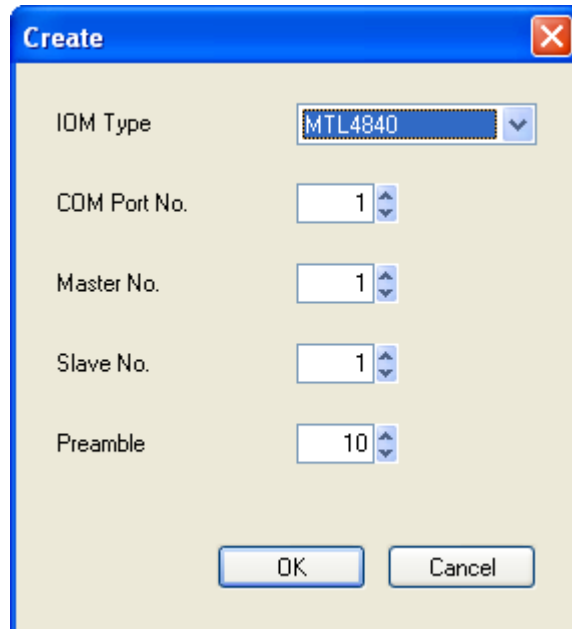 Create
IOM Type MTL4840
COM Port No. 1
Master No. 1
Slave No. 1
Preamble 10
OK Cancel